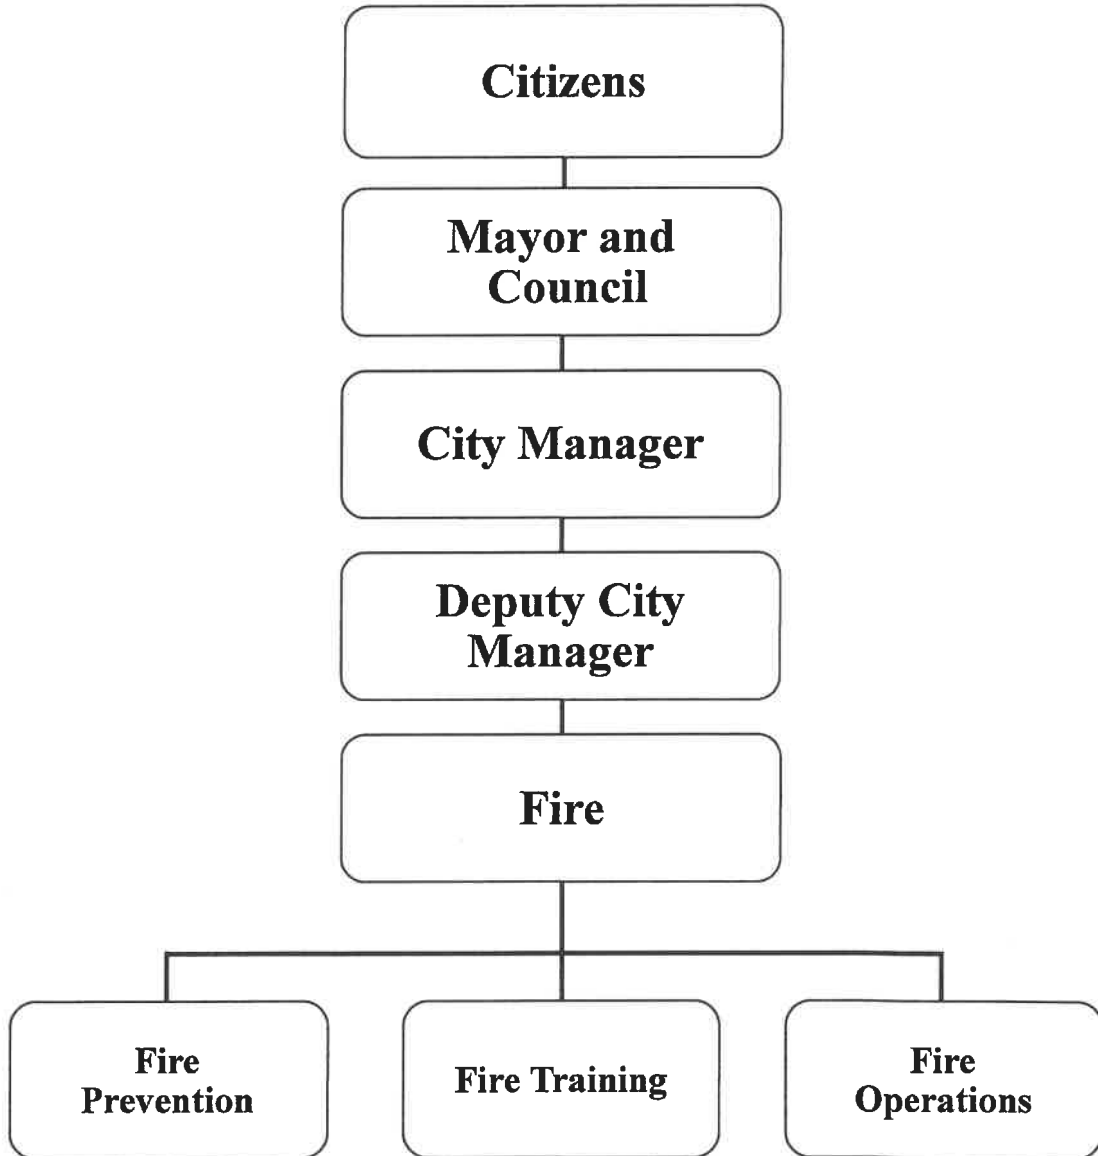 Citizens
Mayor and
Council
City Manager
Deputy City
Manager
Fire
Fire
Prevention
Fire Training
Fire
Operations